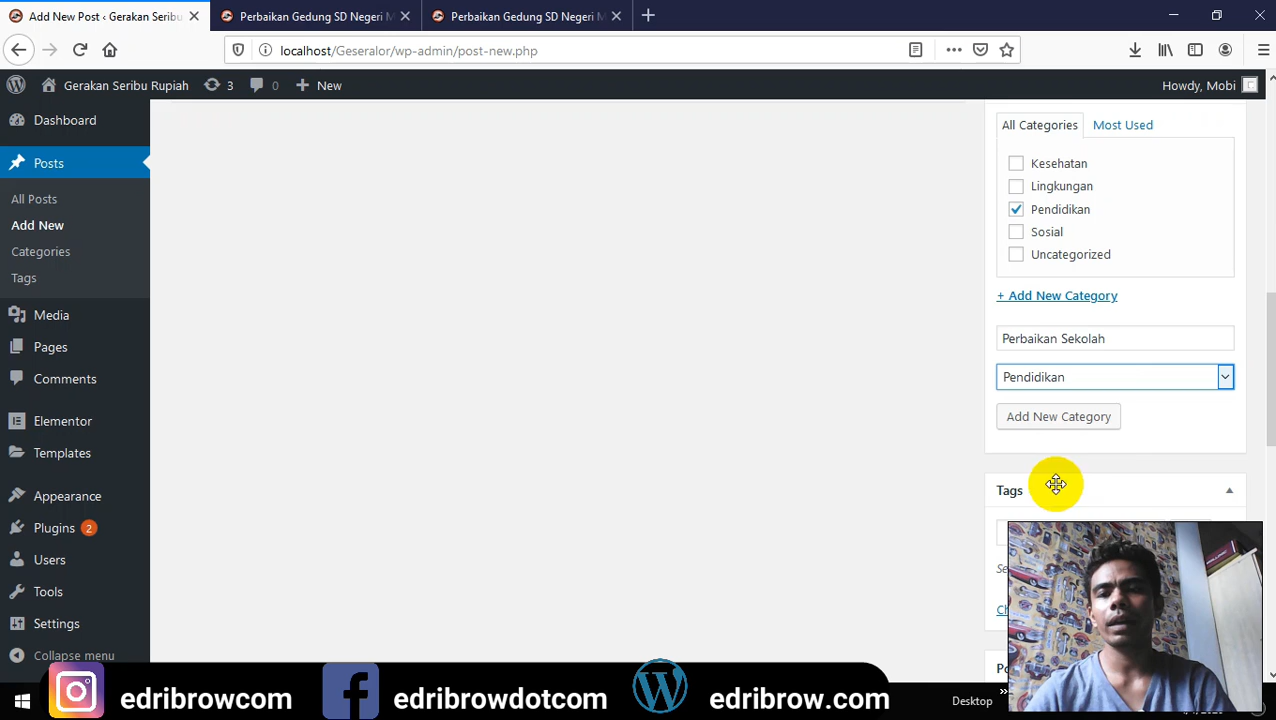 Add New Post ‹ Gerakan Seribu
Perbaikan Gedung SD Negeri M
Perbaikan Gedung SD Negeri M
localhost/Geseralor/wp-admin/post-new.php
Gerakan Seribu Rupiah
3
0
New
Howdy, Mobi
Dashboard
Posts
All Posts
Add New
Categories
Tags
Media
Pages
Comments
Elementor
Templates
Appearance
Plugins 2
Users
Tools
Settings
Collapse menu
All Categories
Most Used
Kesehatan
Lingkungan
Pendidikan
Sosial
Uncategorized
+ Add New Category
Perbaikan Sekolah
Pendidikan
Add New Category
Tags
edribrowcom
edribrowdotcom
edribrow.com
Desktop